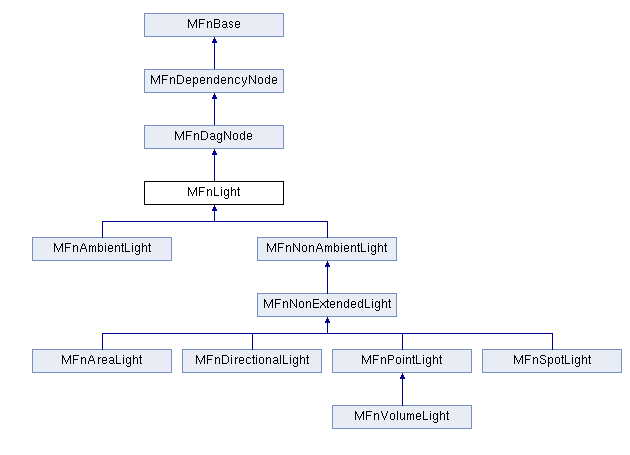 MFnBase
MFnDependencyNode
MFnDagNode
MFnLight
MFnAmbientLight
MFnNonAmbientLight
MFnNonExtendedLight
MFnAreaLight
MFnDirectionalLight
MFnPointLight
MFnSpotLight
MFnVolumeLight